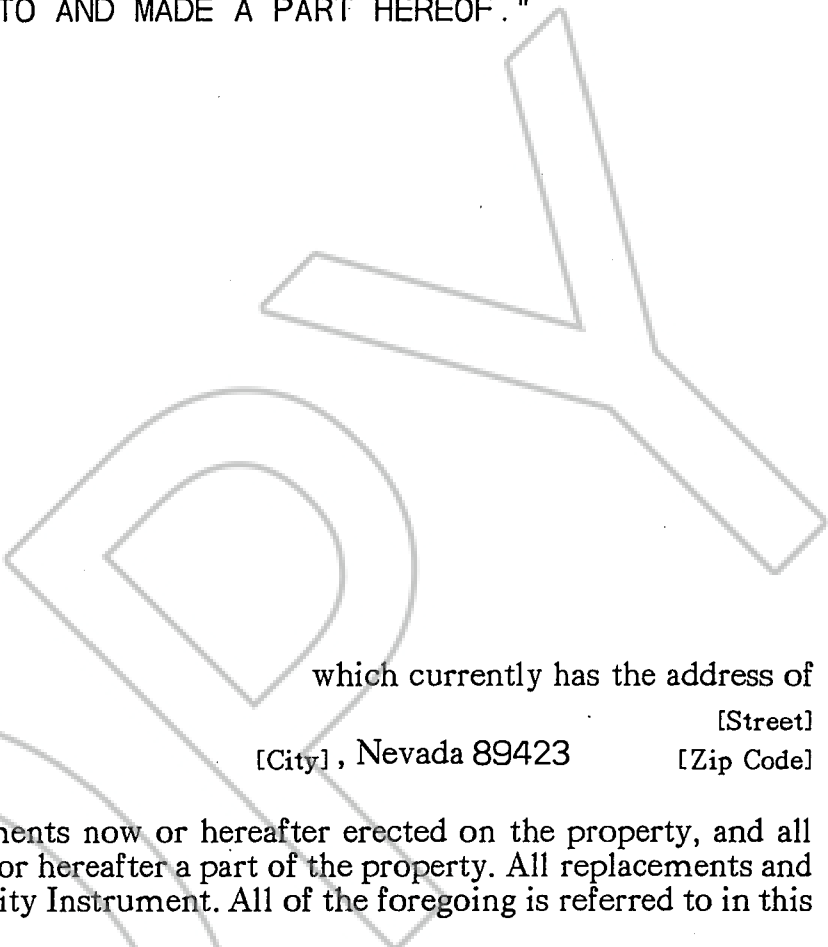 TO AND MADE A PART HEREOF."
which currently has the address of
[Street]
[City] , Nevada 89423 [Zip Code]
now or hereafter erected on the property, and all
or hereafter a part of the property. All replacements and
Instrument. All of the foregoing is referred to in this
PY